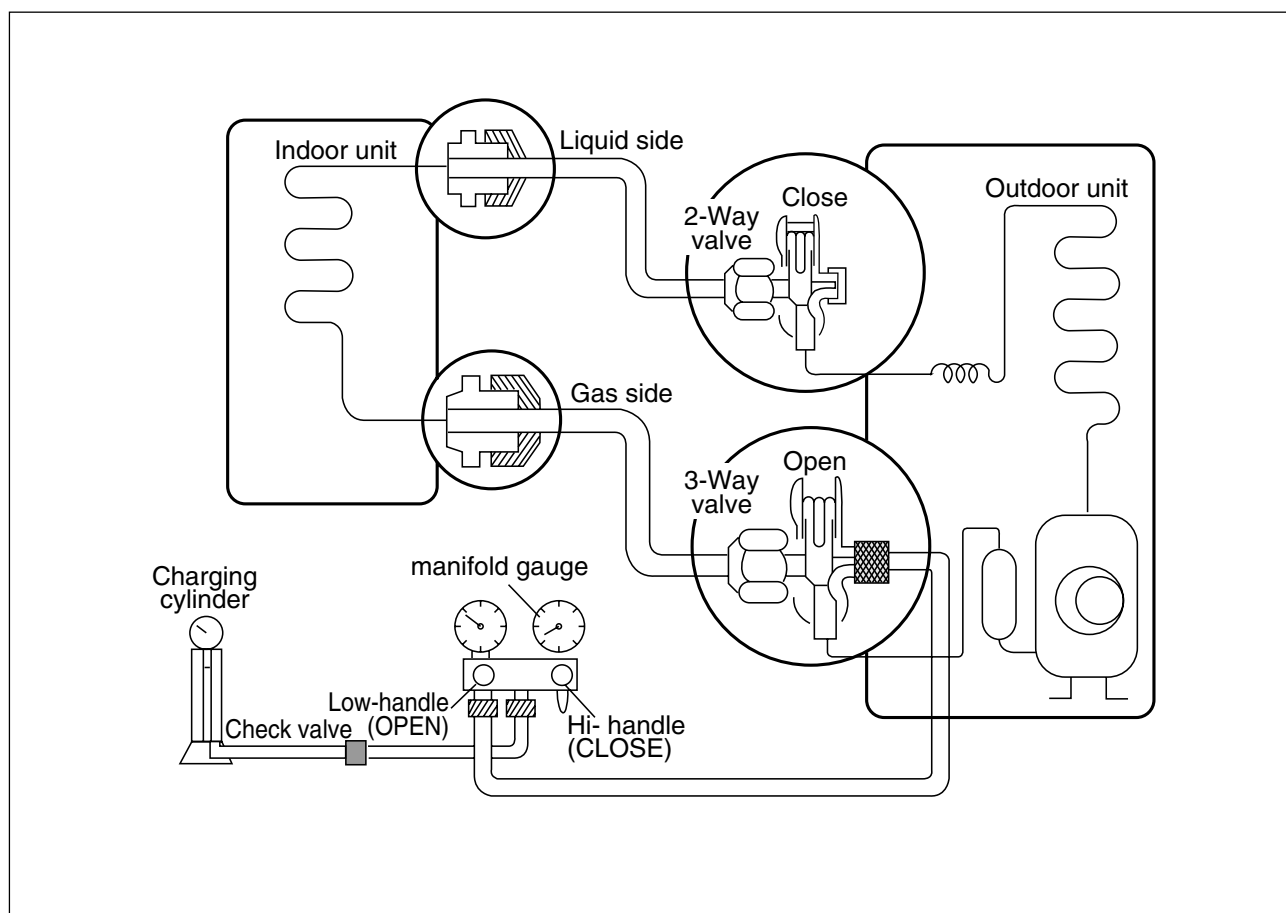 Indoor unit
Liquid side
2-Way
valve
Close
Outdoor unit
Gas side
3-Way
valve
Open
Charging
cylinder
manifold gauge
Check valve
Low-handle
(OPEN)
Hi- handle
(CLOSE)